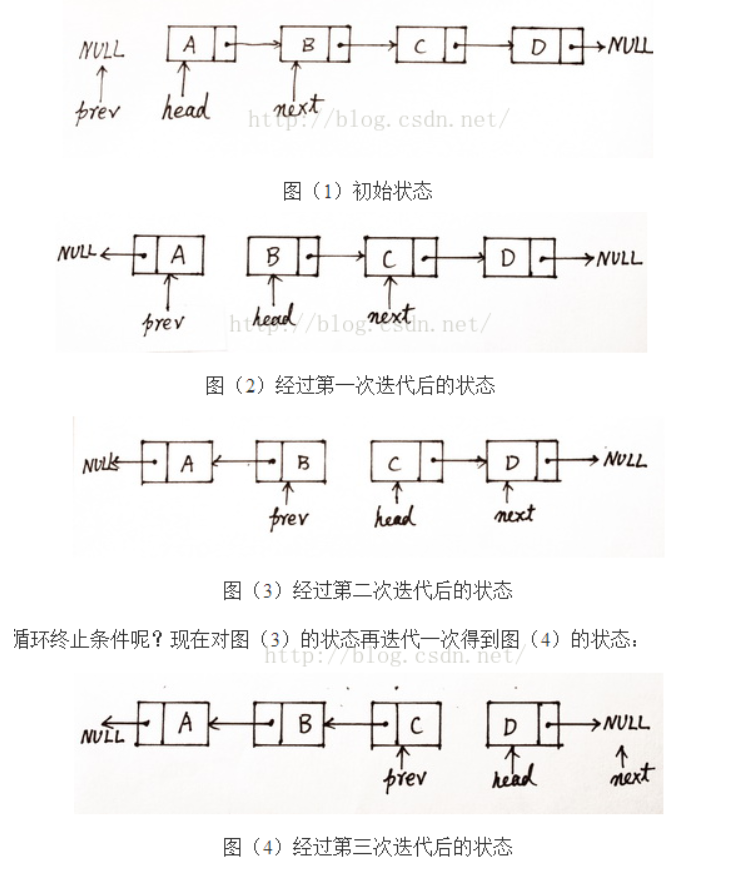 NULL A B C D NULL
prev head next
http://blog.csdn.net/
图（1）初始状态
NULL A B C D NULL
prev head next
http://blog.csdn.net/
图（2）经过第一次迭代后的状态
NULL A B C D NULL
prev head next
图（3）经过第二次迭代后的状态
循环终止条件呢？现在对图（3）的状态再迭代一次得到图（4）的状态：
http://blog.csdn.net/
NULL A B C D NULL
prev head next
图（4）经过第三次迭代后的状态